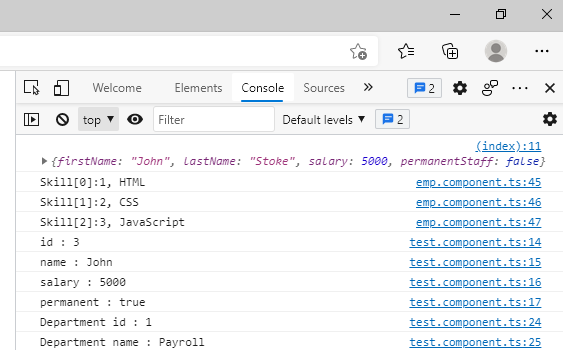 Welcome Elements Console Sources » 2
top Filter Default levels 2
(index):11
{firstName: "John", lastName: "Stoke", salary: 5000, permanentStaff: false}
Skill[0]:1, HTML emp.component.ts:45
Skill[1]:2, CSS emp.component.ts:46
Skill[2]:3, JavaScript emp.component.ts:47
id : 3 test.component.ts:14
name : John test.component.ts:15
salary : 5000 test.component.ts:16
permanent : true test.component.ts:17
Department id : 1 test.component.ts:24
Department name : Payroll test.component.ts:25